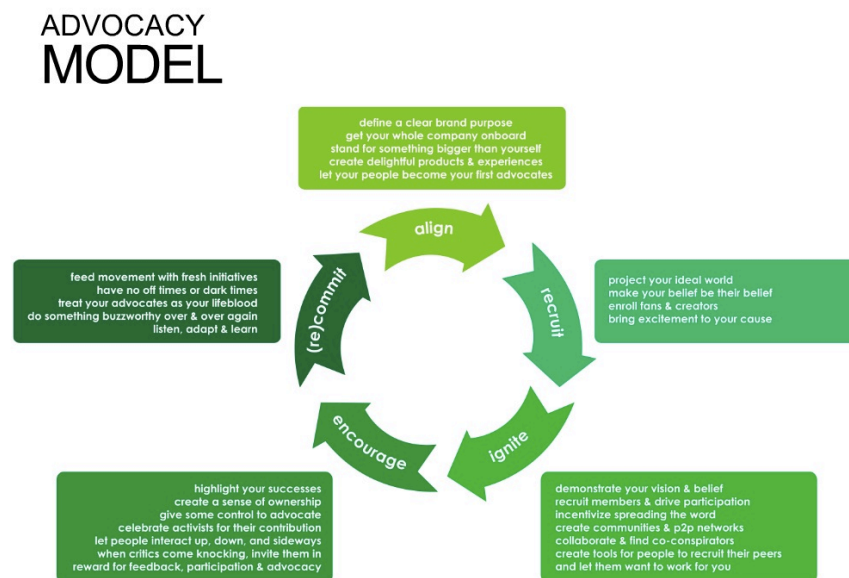 ADVOCACY
MODEL
define a clear brand purpose
get your whole company onboard
stand for something bigger than yourself
create delightful products & experiences
let your people become your first advocates
align
recruit
project your ideal world
make your belief be their belief
enroll fans & creators
bring excitement to your cause
ignite
demonstrate your vision & belief
recruit members & drive participation
incentivize spreading the word
create communities & p2p networks
collaborate & find co-conspirators
create tools for people to recruit their peers
and let them want to work for you
encourage
highlight your successes
create a sense of ownership
give some control to advocate
celebrate activists for their contribution
let people interact up, down, and sideways
when critics come knocking, invite them in
reward for feedback, participation & advocacy
(re)commit
feed movement with fresh initiatives
have no off times or dark times
treat your advocates as your lifeblood
do something buzzworthy over & over again
listen, adapt & learn